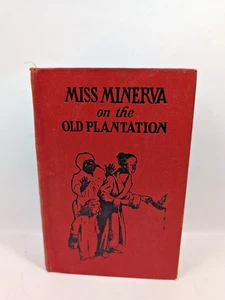 MISS MINERVA
on the
OLD PLANTATION